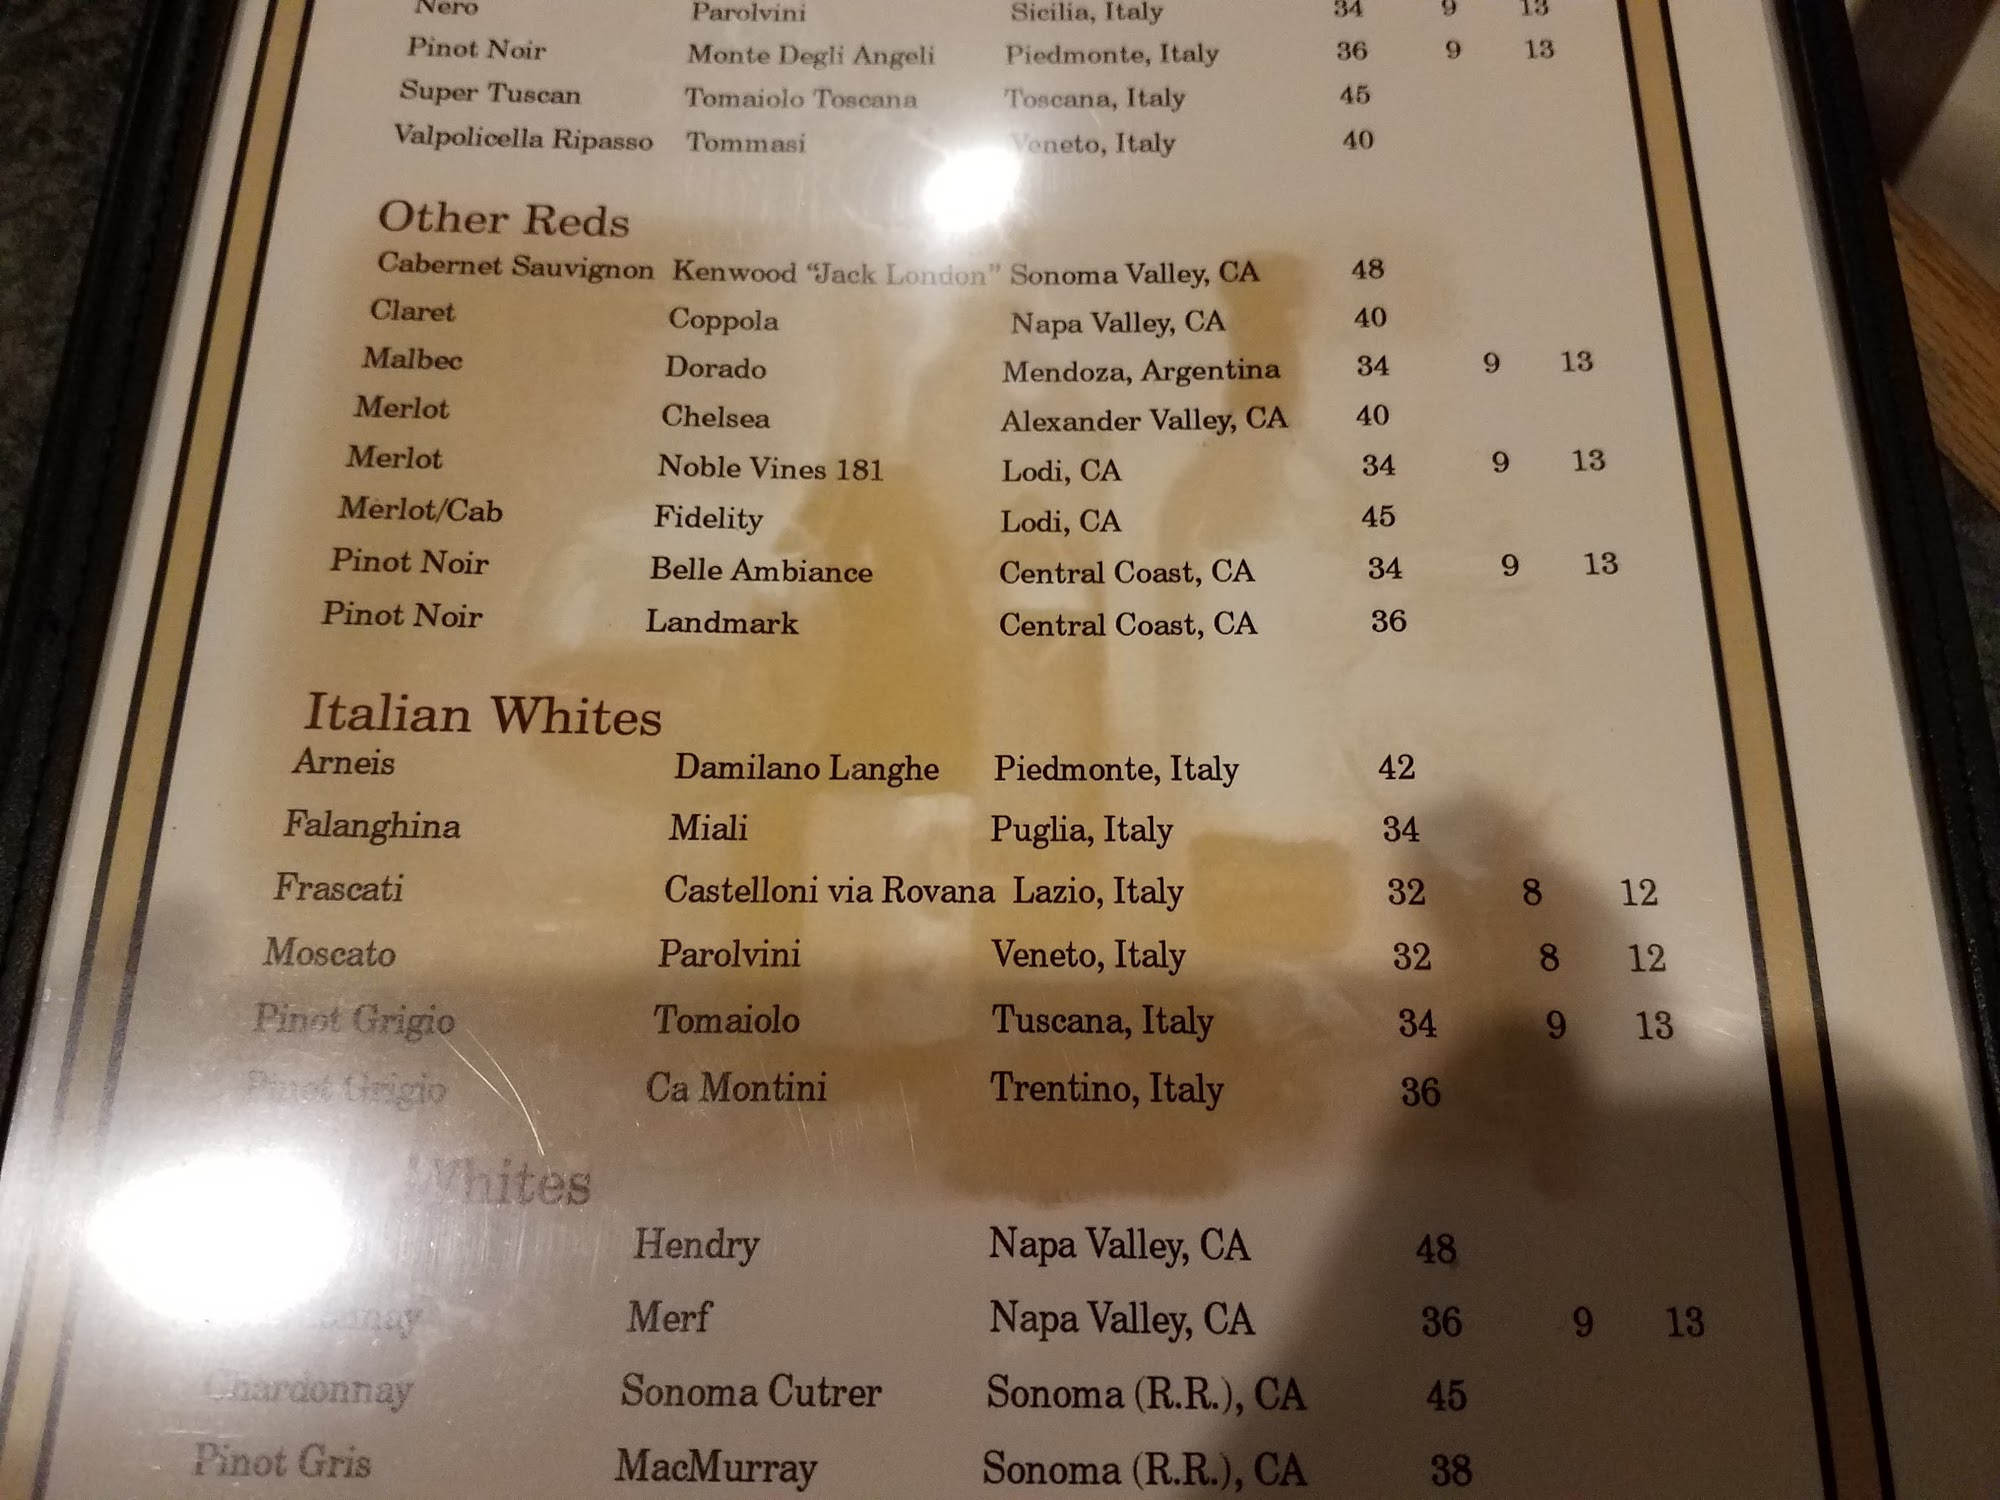 Nero Parolvini Sicilia, Italy 34 9 13
Pinot Noir Monte Degli Angeli Piedmonte, Italy 36 9 13
Super Tuscan Tomaiolo Toscana Toscana, Italy 45
Valpolicella Ripasso Tommasi Veneto, Italy 40
Other Reds
Cabernet Sauvignon Kenwood “Jack London” Sonoma Valley, CA 48
Claret Coppola Napa Valley, CA 40
Malbec Dorado Mendoza, Argentina 34 9 13
Merlot Chelsea Alexander Valley, CA 40
Merlot Noble Vines 181 Lodi, CA 34 9 13
Merlot/Cab Fidelity Lodi, CA 45
Pinot Noir Belle Ambiance Central Coast, CA 34 9 13
Pinot Noir Landmark Central Coast, CA 36
Italian Whites
Arneis Damilano Langhe Piedmonte, Italy 42
Falanghina Miali Puglia, Italy 34
Frascati Castelloni via Rovana Lazio, Italy 32 8 12
Moscato Parolvini Veneto, Italy 32 8 12
Pinot Grigio Tomaiolo Tuscana, Italy 34 9 13
Pinot Grigio Ca Montini Trentino, Italy 36
Whites
Hendry Napa Valley, CA 48
Merf Napa Valley, CA 36 9 13
Chardonnay Sonoma Cutrer Sonoma (R.R.), CA 45
Pinot Gris MacMurray Sonoma (R.R.), CA 38